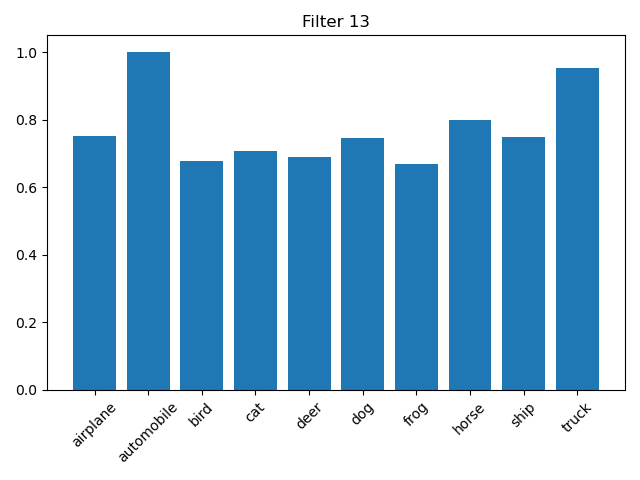 Filter 13
1.0
0.8
0.6
0.4
0.2
0.0
airplane
automobile
bird
cat
deer
dog
frog
horse
ship
truck